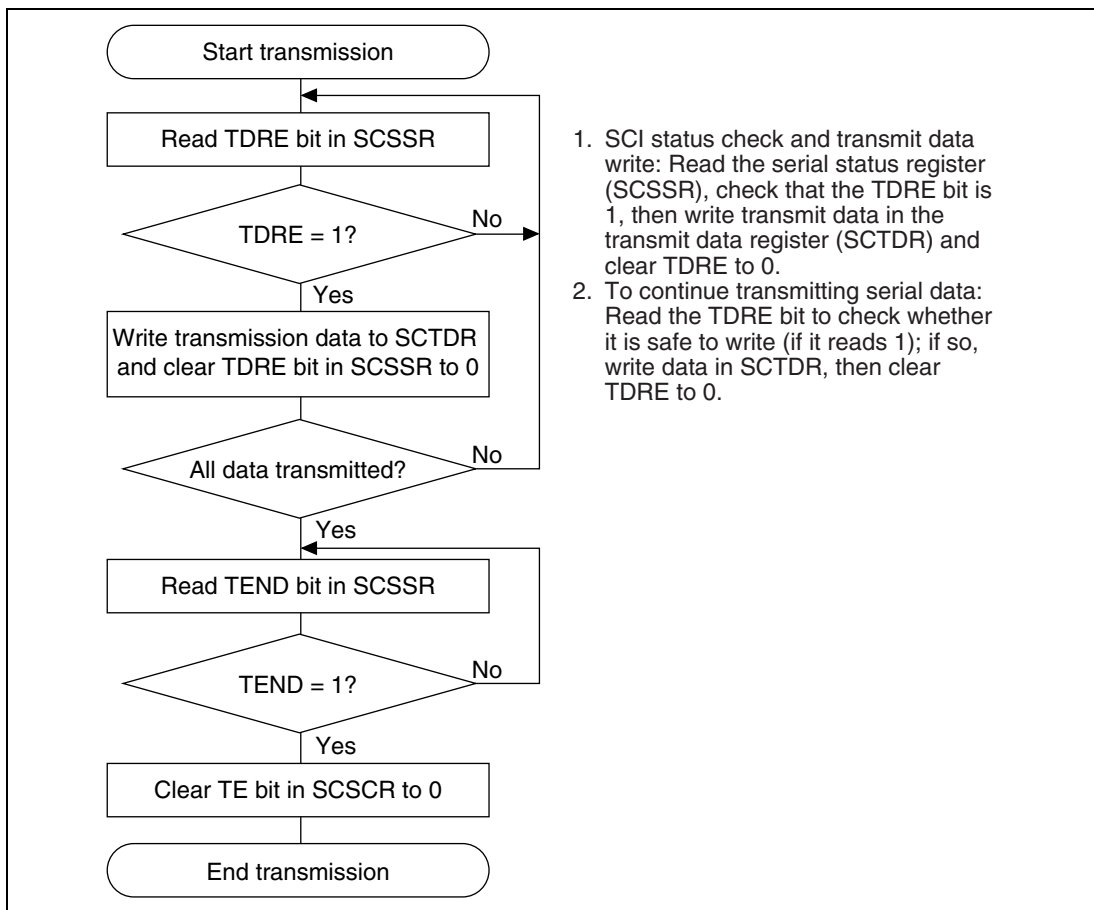 Start transmission
Read TDRE bit in SCSSR
TDRE = 1?
No
Yes
Write transmission data to SCTDR
and clear TDRE bit in SCSSR to 0
All data transmitted?
No
Yes
Read TEND bit in SCSSR
TEND = 1?
No
Yes
Clear TE bit in SCSCR to 0
End transmission
1. SCI status check and transmit data
write: Read the serial status register
(SCSSR), check that the TDRE bit is
1, then write transmit data in the
transmit data register (SCTDR) and
clear TDRE to 0.
2. To continue transmitting serial data:
Read the TDRE bit to check whether
it is safe to write (if it reads 1); if so,
write data in SCTDR, then clear
TDRE to 0.